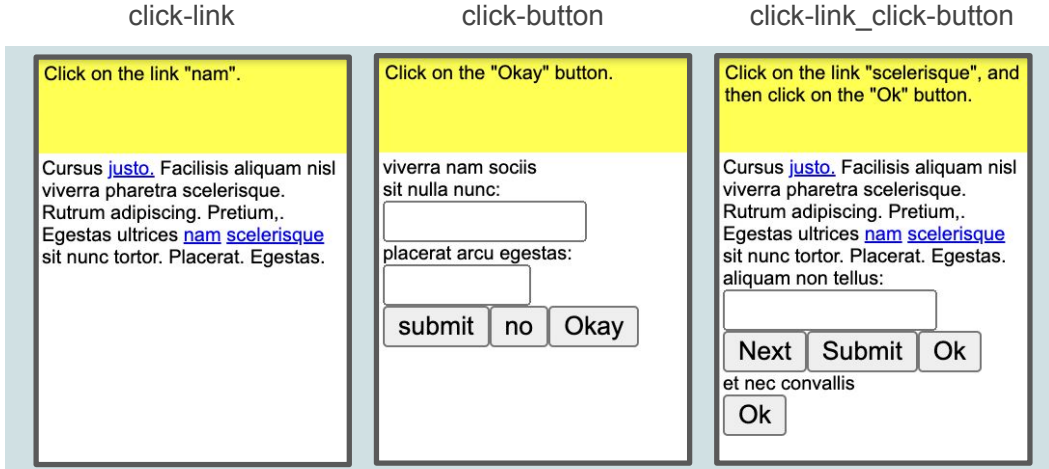 click-link
Click on the link "nam".
Cursus justo. Facilisis aliquam nisl
viverra pharetra scelerisque.
Rutrum adipiscing. Pretium,.
Egestas ultrices nam scelerisque
sit nunc tortor. Placerat. Egestas.
click-button
Click on the "Okay" button.
viverra nam sociis
sit nulla nunc:
placerat arcu egestas:
submit no Okay
click-link_click-button
Click on the link "scelerisque", and
then click on the "Ok" button.
Cursus justo. Facilisis aliquam nisl
viverra pharetra scelerisque.
Rutrum adipiscing. Pretium,.
Egestas ultrices nam scelerisque
sit nunc tortor. Placerat. Egestas.
aliquam non tellus:
Next Submit Ok
et nec convallis
Ok